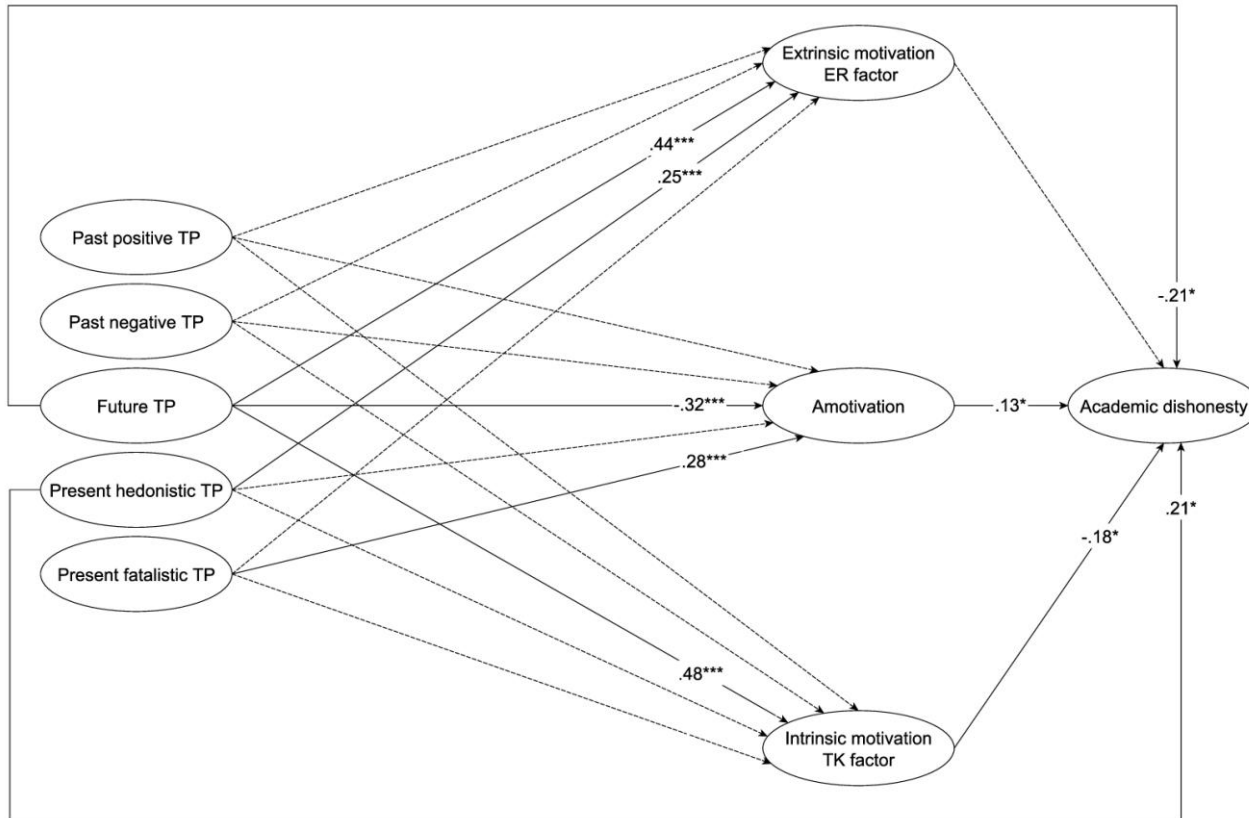 Extrinsic motivation
ER factor
.44***
.25***
Past positive TP
-.21*
Past negative TP
Future TP
-.32***
Amotivation
.13*
Academic dishonesty
.28***
Present hedonistic TP
.21*
-.18*
Present fatalistic TP
.48***
Intrinsic motivation
TK factor